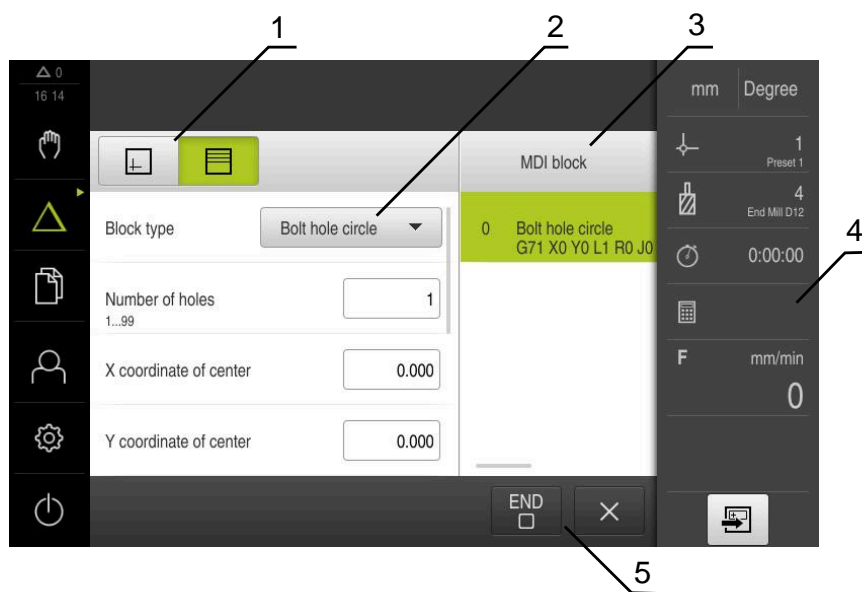 1
2
3
0
16 14
mm Degree
1
Preset 1
MDI block
4
End Mill D12
4
Block type
Bolt hole circle
0 Bolt hole circle
G71 X0 Y0 L1 R0 J0
0:00:00
Number of holes
1...99
1
X coordinate of center
0.000
F mm/min
0
Y coordinate of center
0.000
END
5